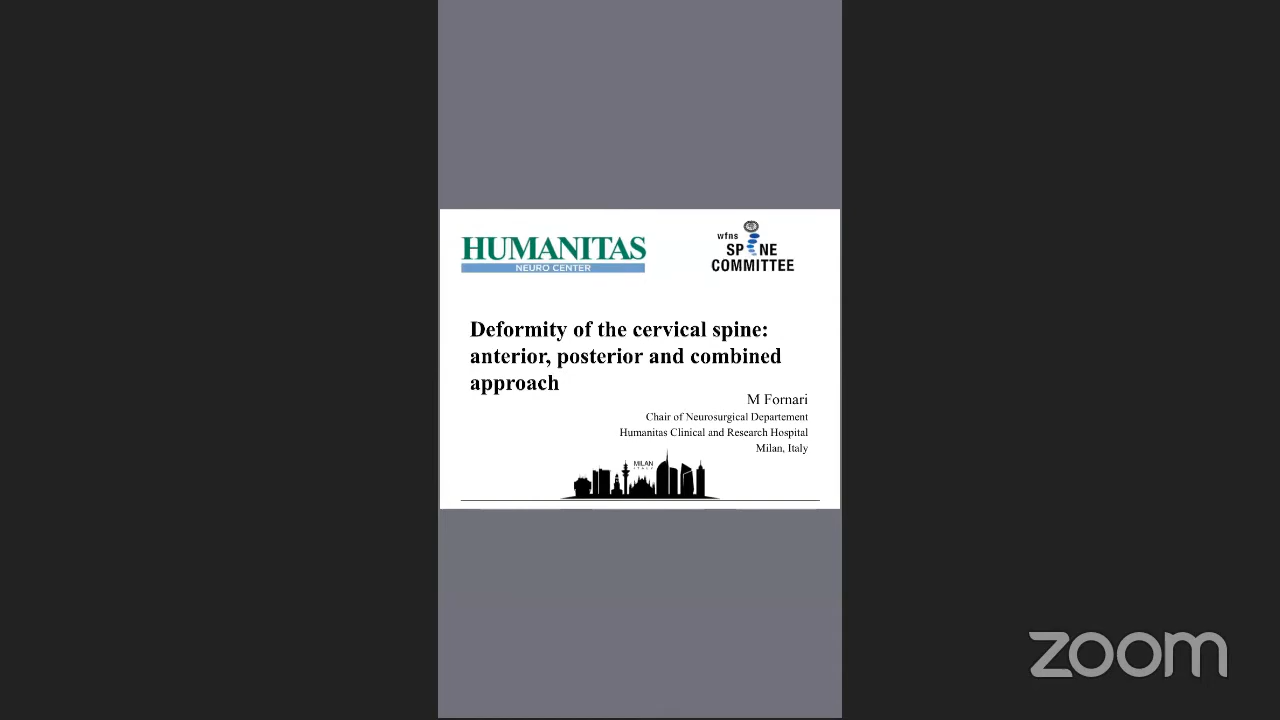 HUMANITAS
NEURO CENTER
wfns
SPINE
COMMITTEE
Deformity of the cervical spine:
anterior, posterior and combined
approach
M Fornari
Chair of Neurosurgical Departement
Humanitas Clinical and Research Hospital
Milan, Italy
MILAN
ITALY
zoom